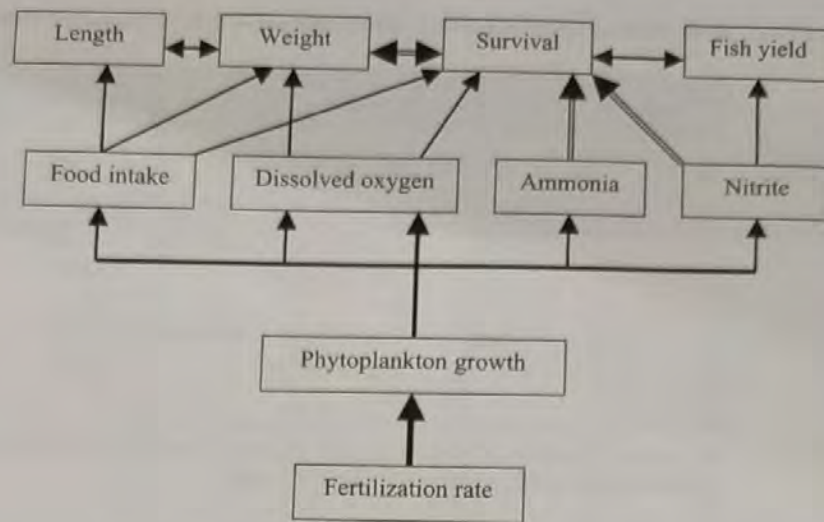 Length
Weight
Survival
Fish yield
Food intake
Dissolved oxygen
Ammonia
Nitrite
Phytoplankton growth
Fertilization rate